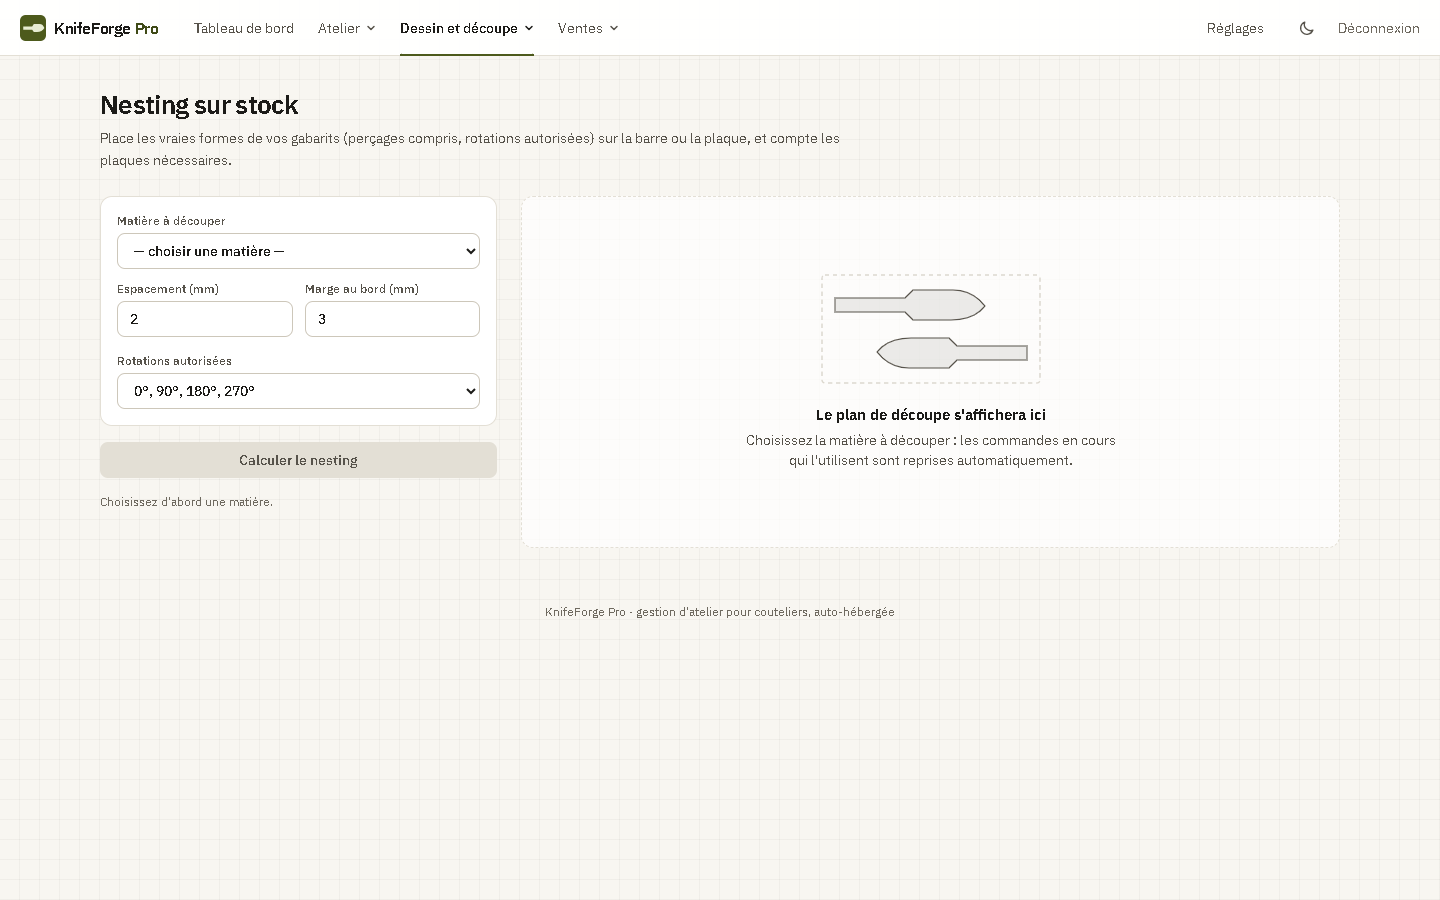 KnifeForge Pro
Tableau de bord
Atelier
Dessin et découpe
Ventes
Réglages
Déconnexion
Nesting sur stock
Place les vraies formes de vos gabarits (perçages compris, rotations autorisées) sur la barre ou la plaque, et compte les
plaques nécessaires.
Matière à découper
— choisir une matière —
Espacement (mm)
Marge au bord (mm)
2
3
Rotations autorisées
0°, 90°, 180°, 270°
Calculer le nesting
Choisissez d'abord une matière.
Le plan de découpe s'affichera ici
Choisissez la matière à découper : les commandes en cours
qui l'utilisent sont reprises automatiquement.
KnifeForge Pro · gestion d'atelier pour couteliers, auto-hébergée